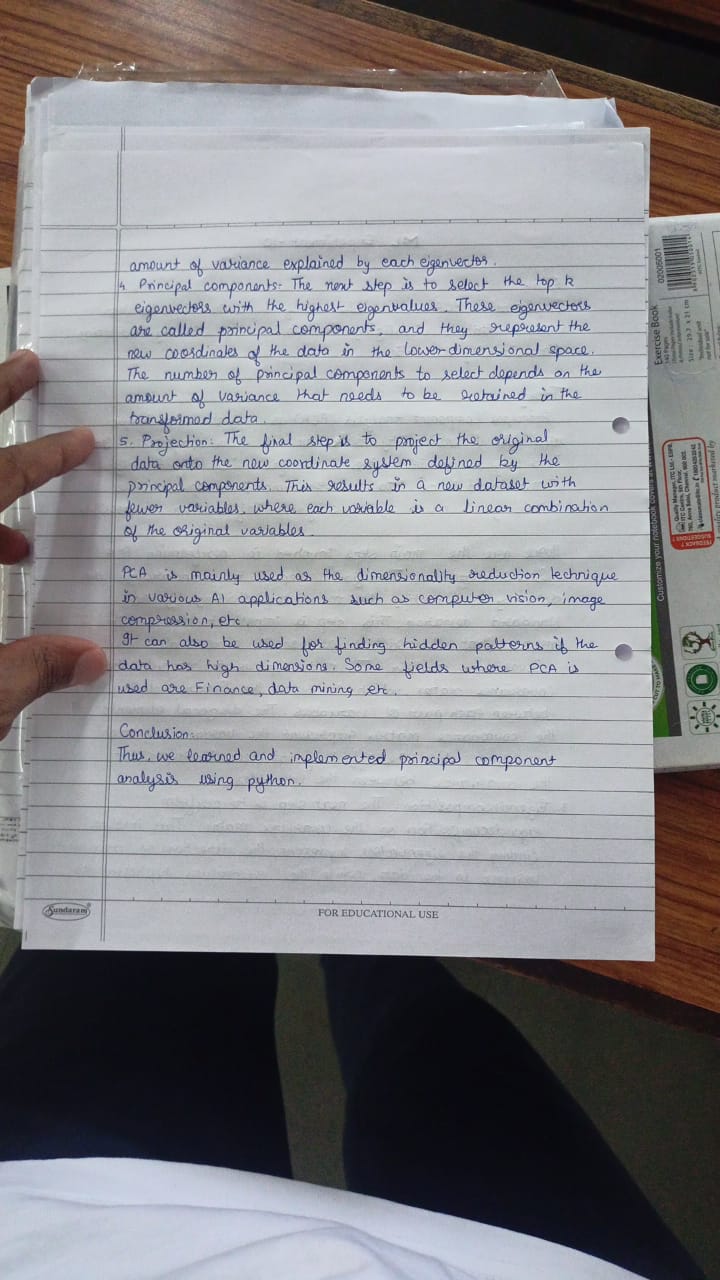 amount of variance explained by each eigenvector.
4. Principal components:- The next step is to select the top k
eigenvectors with the highest eigenvalues. These eigenvectors
are called principal components, and they represent the
new coordinates of the data in the lower dimensional space.
The number of principal components to select depends on the
amount of variance that needs to be retained in the
transformed data.
5. Projection: The final step is to project the original
data onto the new coordinate system defined by the
principal components. This results in a new dataset with
fewer variables, where each variable is a linear combination
of the original variables.
PCA is mainly used as the dimensionality reduction technique
in various AI applications such as computer vision, image
compression, etc.
It can also be used for finding hidden patterns if the
data has high dimensions. Some fields where PCA is
used are Finance, data mining etc.
Conclusion:
Thus, we learned and implemented principal component
analysis using python.
Sundaram
FOR EDUCATIONAL USE
02005001
Exercise Book
Size : 29.7 x 21 cm
Customize your notebook